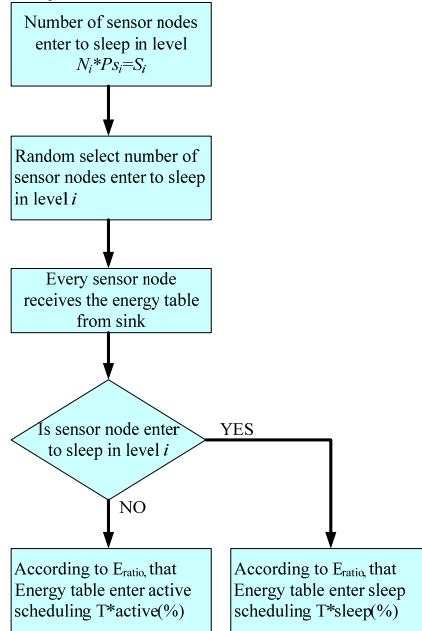 Number of sensor nodes
enter to sleep in level
Ni*Psi=Si
Random select number of
sensor nodes enter to sleep
in level i
Every sensor node
receives the energy table
from sink
Is sensor node enter
to sleep in level i
YES
NO
According to Eratio, that
Energy table enter active
scheduling T*active(%)
According to Eratio, that
Energy table enter sleep
scheduling T*sleep(%)